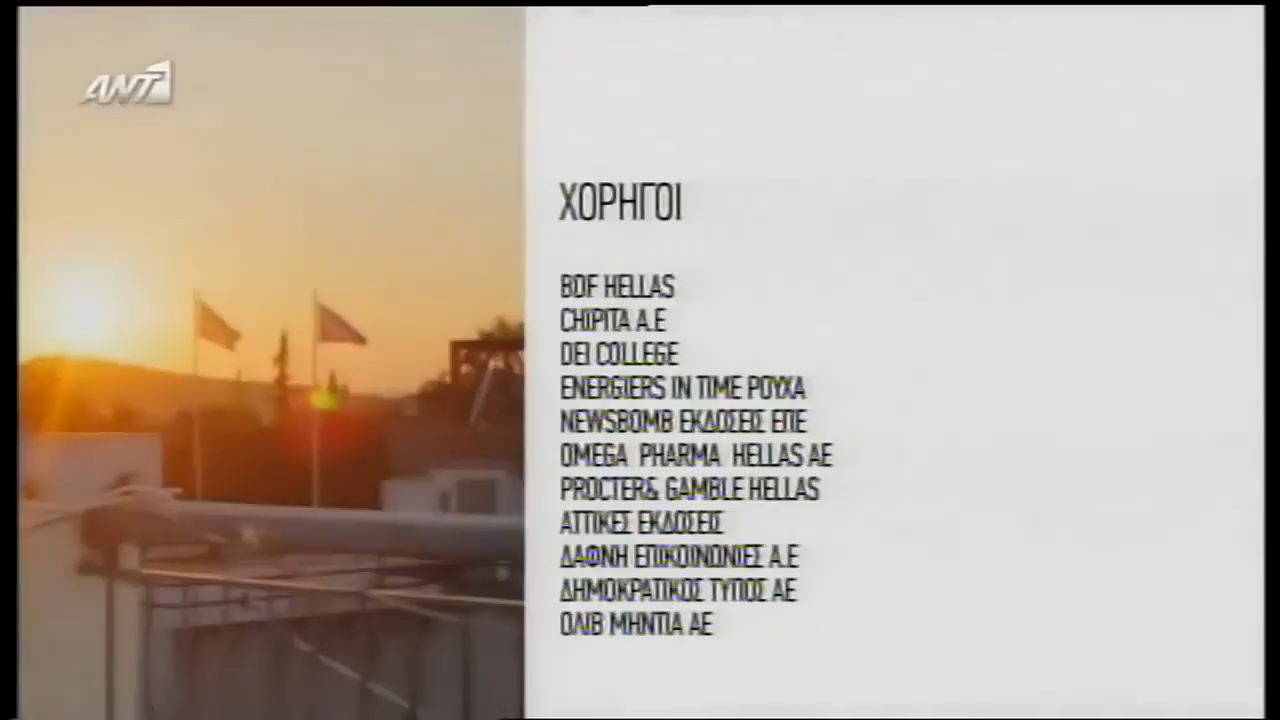 ANT1
ΧΟΡΗΓΟΙ
BDF HELLAS
CHIPITA A.E
DEI COLLEGE
ENERGIERS IN TIME ΡΟΥΧΑ
NEWSBOMB ΕΚΔΟΣΕΙΣ ΕΠΕ
OMEGA PHARMA HELLAS AE
PROCTER& GAMBLE HELLAS
ΑΤΤΙΚΕΣ ΕΚΔΟΣΕΙΣ
ΔΑΦΝΗ ΕΠΙΚΟΙΝΩΝΙΕΣ Α.Ε
ΔΗΜΟΚΡΑΤΙΚΟΣ ΤΥΠΟΣ ΑΕ
ΟΛΙΒ ΜΗΝΤΙΑ ΑΕ